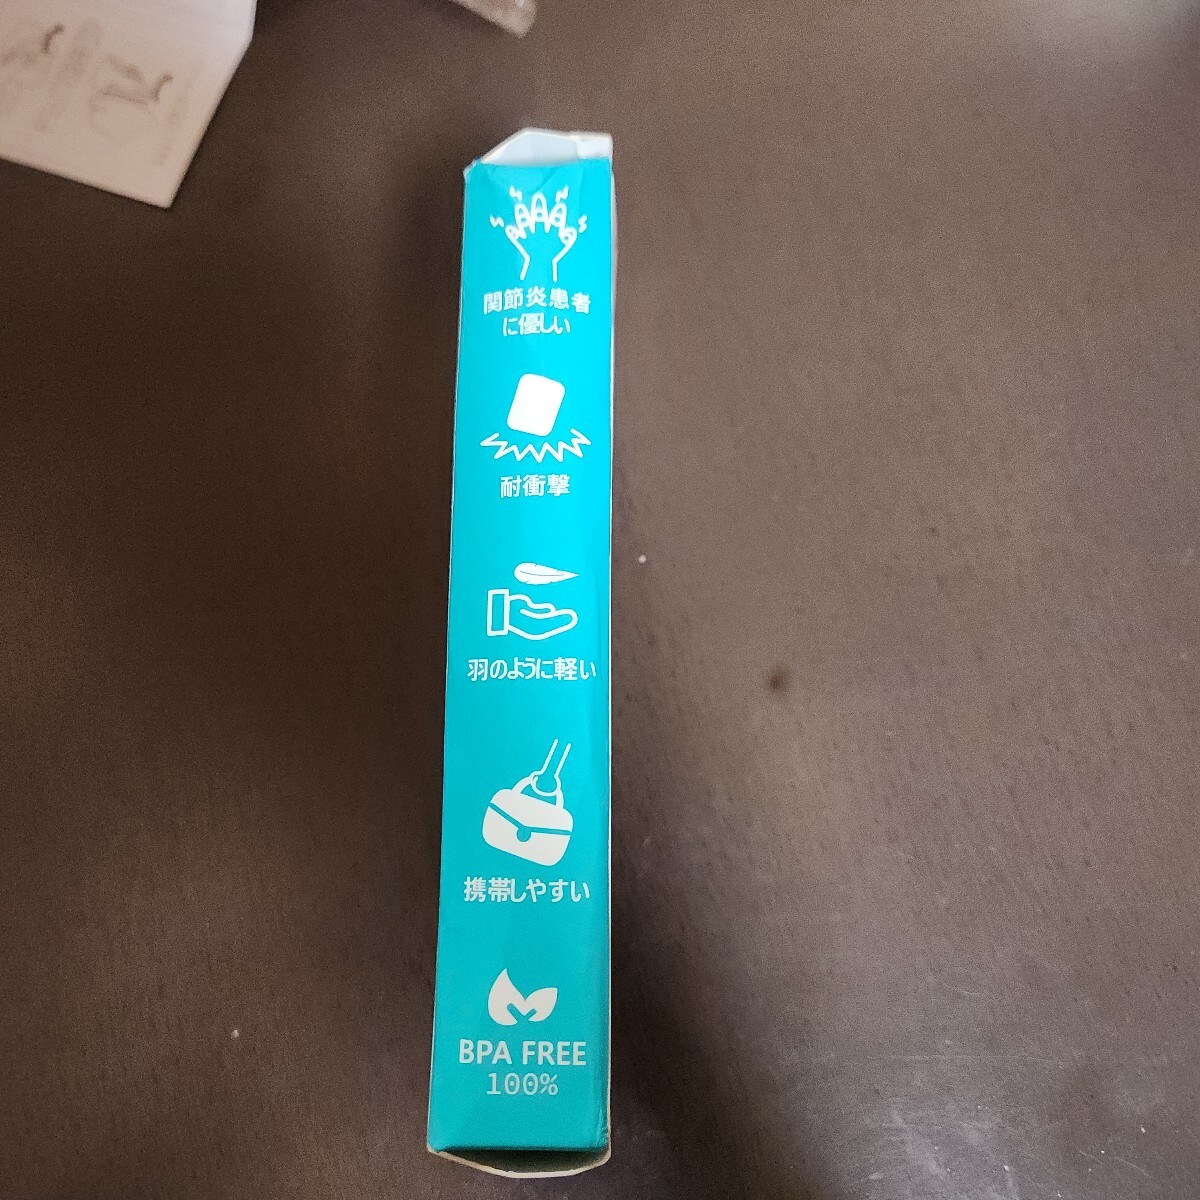 関節炎患者
に優しい
耐衝撃
羽のように軽い
携帯しやすい
BPA FREE
100%